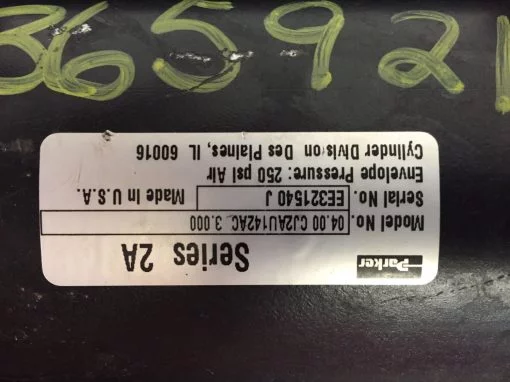 365921
Parker
Series 2A
Model No. 04.00 CJ2AU142AC 3.000
Serial No. EE321540 J Made In U.S.A.
Envelope Pressure: 250 psi Air
Cylinder Division Des Plaines, IL 60016